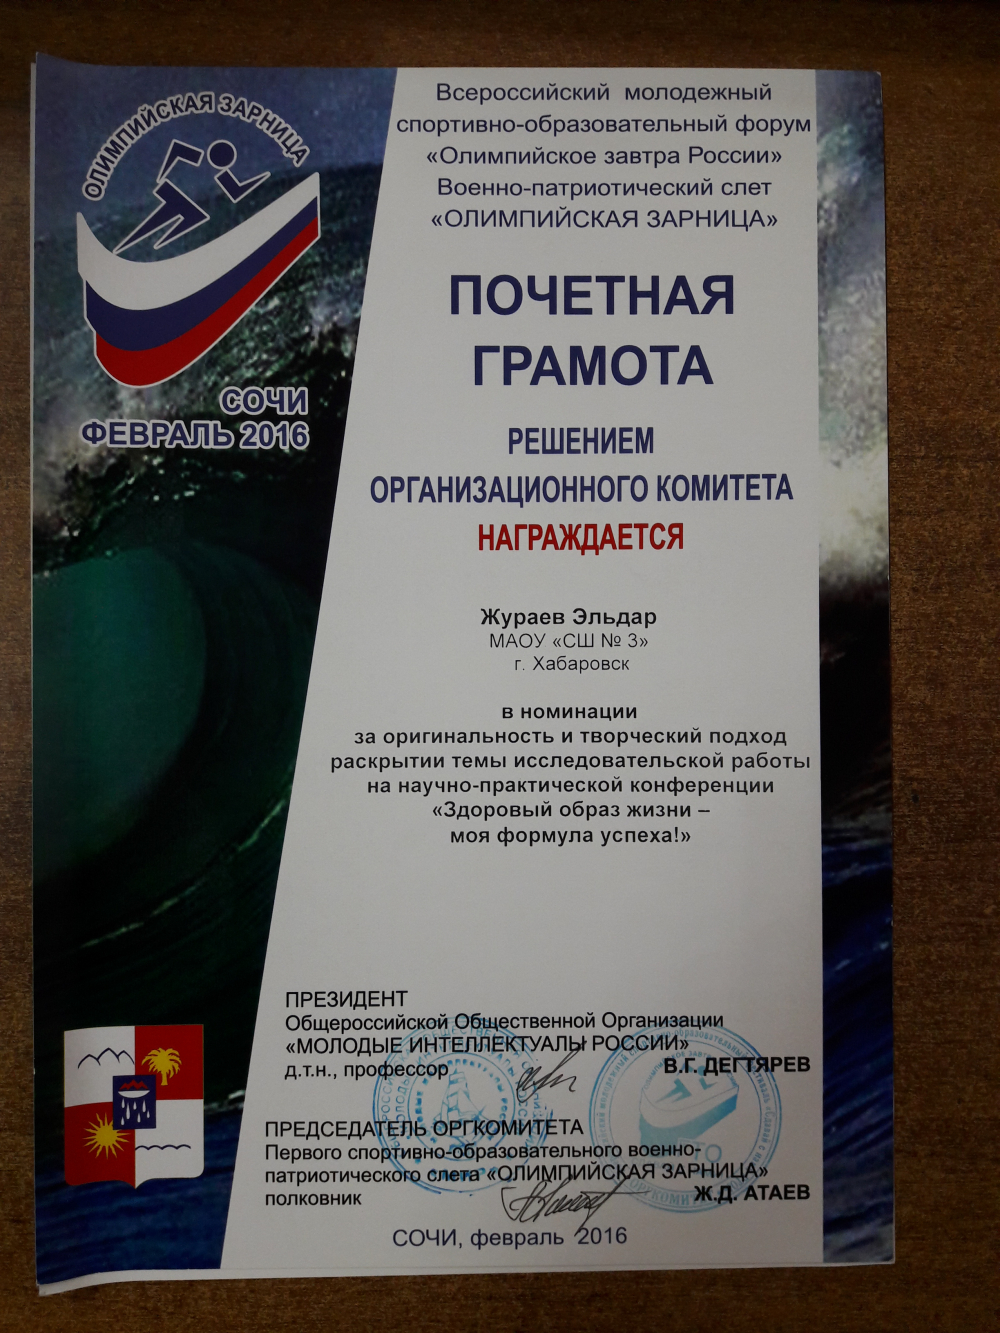 ОЛИМПИЙСКАЯ ЗАРНИЦА
СОЧИ
ФЕВРАЛЬ 2016
Всероссийский молодежный
спортивно-образовательный форум
«Олимпийское завтра России»
Военно-патриотический слет
«ОЛИМПИЙСКАЯ ЗАРНИЦА»
ПОЧЕТНАЯ
ГРАМОТА
РЕШЕНИЕМ
ОРГАНИЗАЦИОННОГО КОМИТЕТА
НАГРАЖДАЕТСЯ
Жураев Эльдар
МАОУ «СШ № 3»
г. Хабаровск
в номинации
за оригинальность и творческий подход
раскрытии темы исследовательской работы
на научно-практической конференции
«Здоровый образ жизни –
моя формула успеха!»
ПРЕЗИДЕНТ
Общероссийской Общественной Организации
«МОЛОДЫЕ ИНТЕЛЛЕКТУАЛЫ РОССИИ»
д.т.н., профессор В.Г. ДЕГТЯРЕВ
ПРЕДСЕДАТЕЛЬ ОРГКОМИТЕТА
Первого спортивно-образовательного военно-
патриотического слета «ОЛИМПИЙСКАЯ ЗАРНИЦА»
полковник Ж.Д. АТАЕВ
СОЧИ, февраль 2016